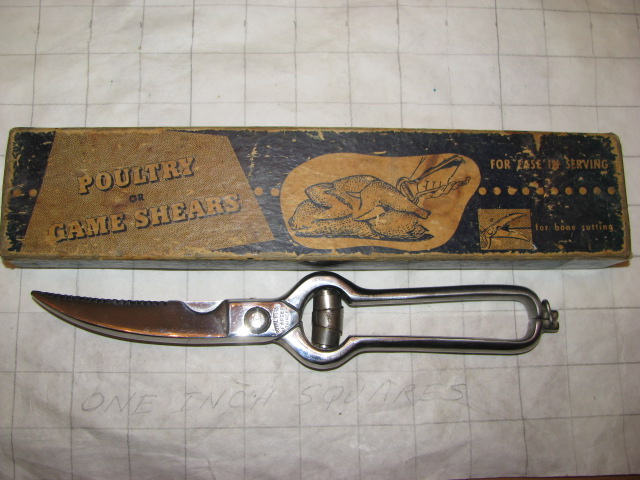 POULTRY
OR
GAME SHEARS
FOR "EASE" IN SERVING
for bone cutting
ONE INCH SQUARES